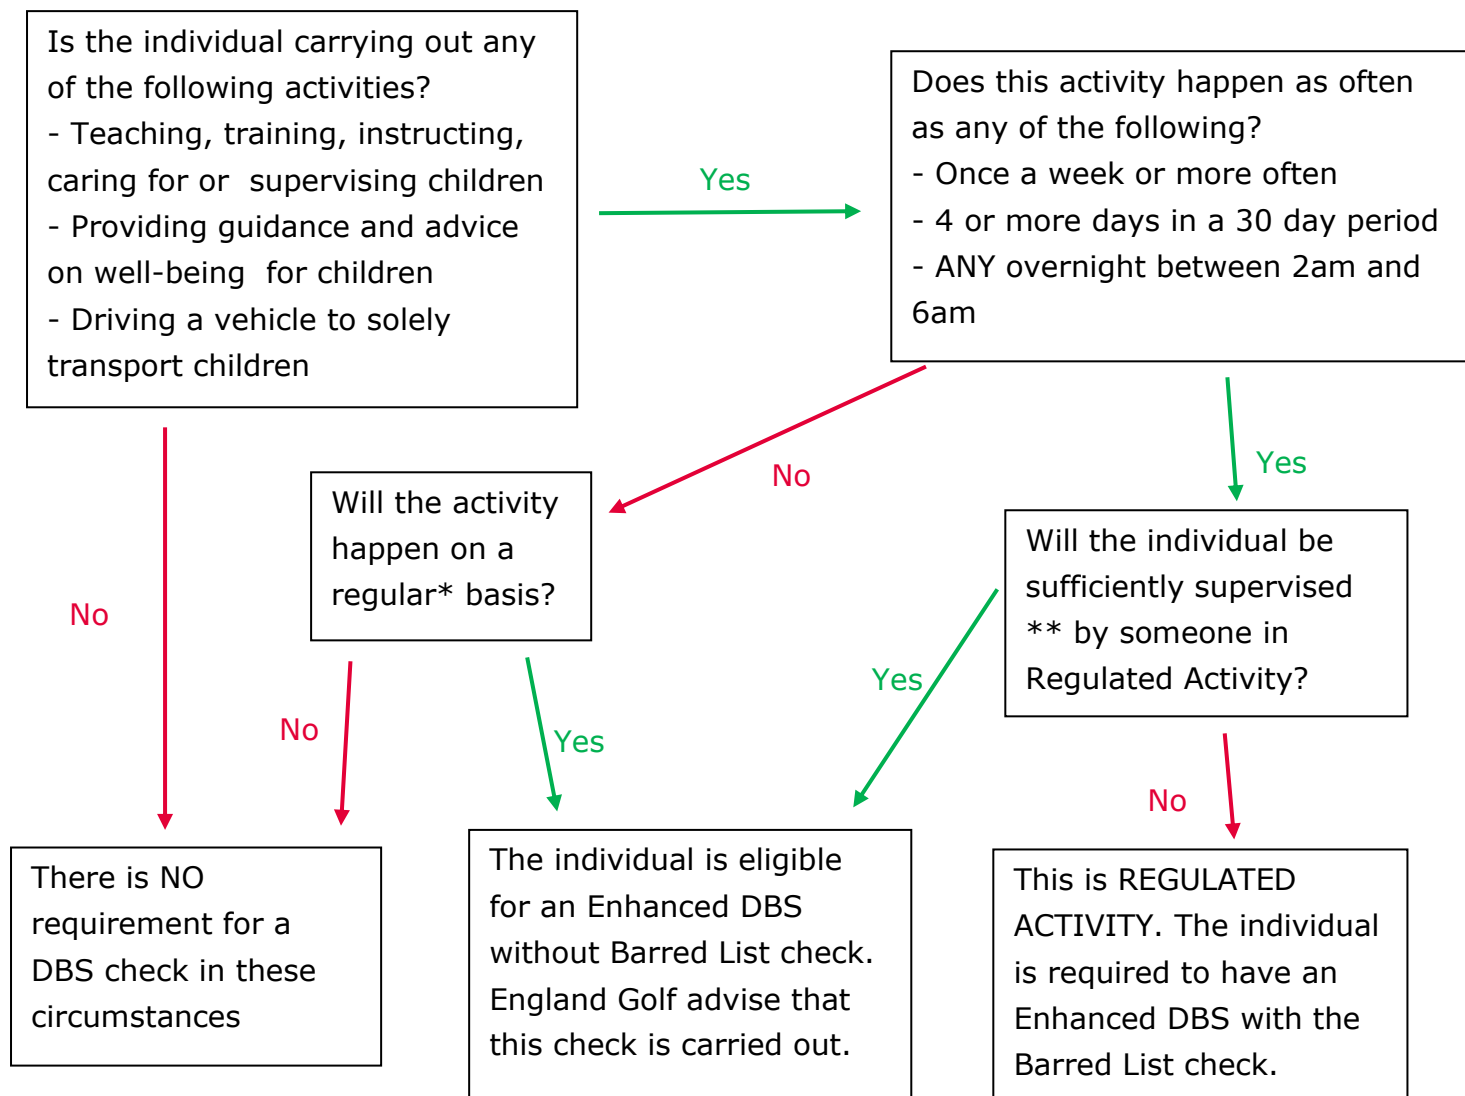 Is the individual carrying out any
of the following activities?
- Teaching, training, instructing,
caring for or  supervising children
- Providing guidance and advice
on well-being  for children
- Driving a vehicle to solely
transport children
Yes
Does this activity happen as often
as any of the following?
- Once a week or more often
- 4 or more days in a 30 day period
- ANY overnight between 2am and
6am
No
Yes
Will the activity
happen on a
regular* basis?
Will the individual be
sufficiently supervised
** by someone in
Regulated Activity?
No
No
Yes
Yes
No
There is NO
requirement for a
DBS check in these
circumstances
The individual is eligible
for an Enhanced DBS
without Barred List check.
England Golf advise that
this check is carried out.
This is REGULATED
ACTIVITY. The individual
is required to have an
Enhanced DBS with the
Barred List check.